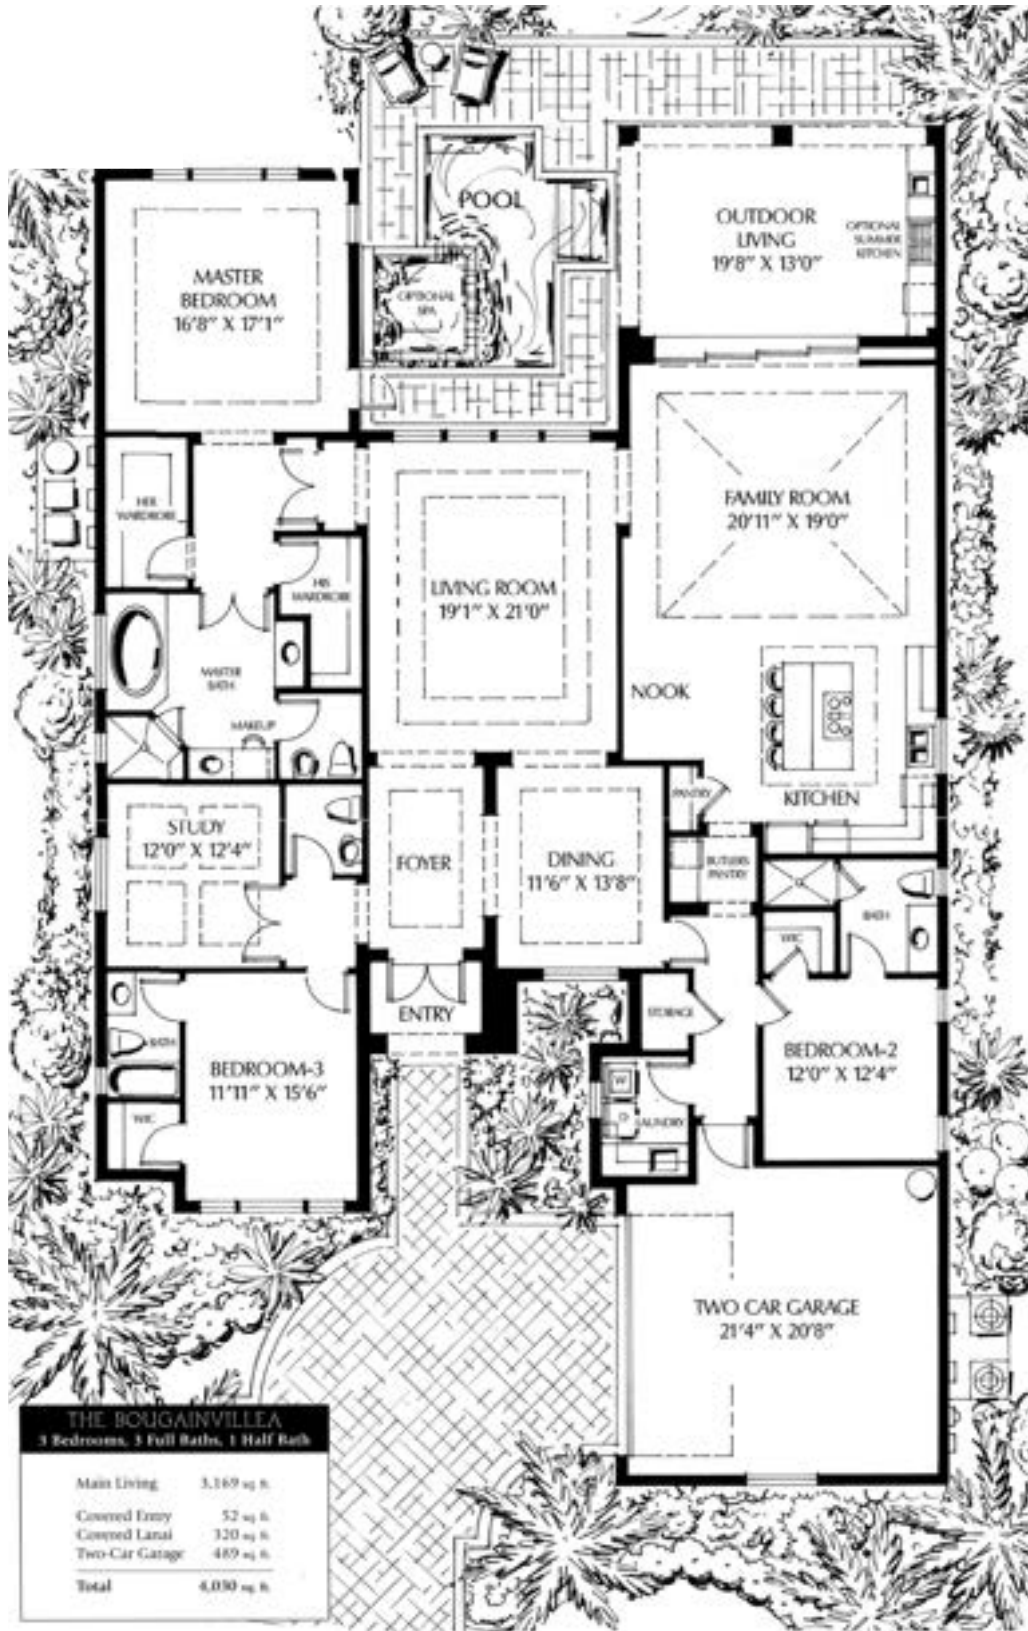 POOL
OUTDOOR
LIVING
19'8" X 13'0"
OPTIONAL
SUMMER
KITCHEN
MASTER
BEDROOM
16'8" X 17'1"
OPTIONAL
SPA
HER
WARDROBE
FAMILY ROOM
20'11" X 19'0"
HIS
WARDROBE
LIVING ROOM
19'1" X 21'0"
MASTER
BATH
NOOK
MAKEUP
PANTRY
KITCHEN
STUDY
12'0" X 12'4"
FOYER
DINING
11'6" X 13'8"
BUTLERS
PANTRY
BATH
WIC
ENTRY
STORAGE
BATH
BEDROOM-3
11'11" X 15'6"
BEDROOM-2
12'0" X 12'4"
W
D
LAUNDRY
WIC
TWO CAR GARAGE
21'4" X 20'8"
THE BOUGAINVILLEA
3 Bedrooms, 3 Full Baths, 1 Half Bath
Main Living 3,169 sq. ft.
Covered Entry 52 sq. ft.
Covered Lanai 320 sq. ft.
Two-Car Garage 489 sq. ft.
Total 4,030 sq. ft.